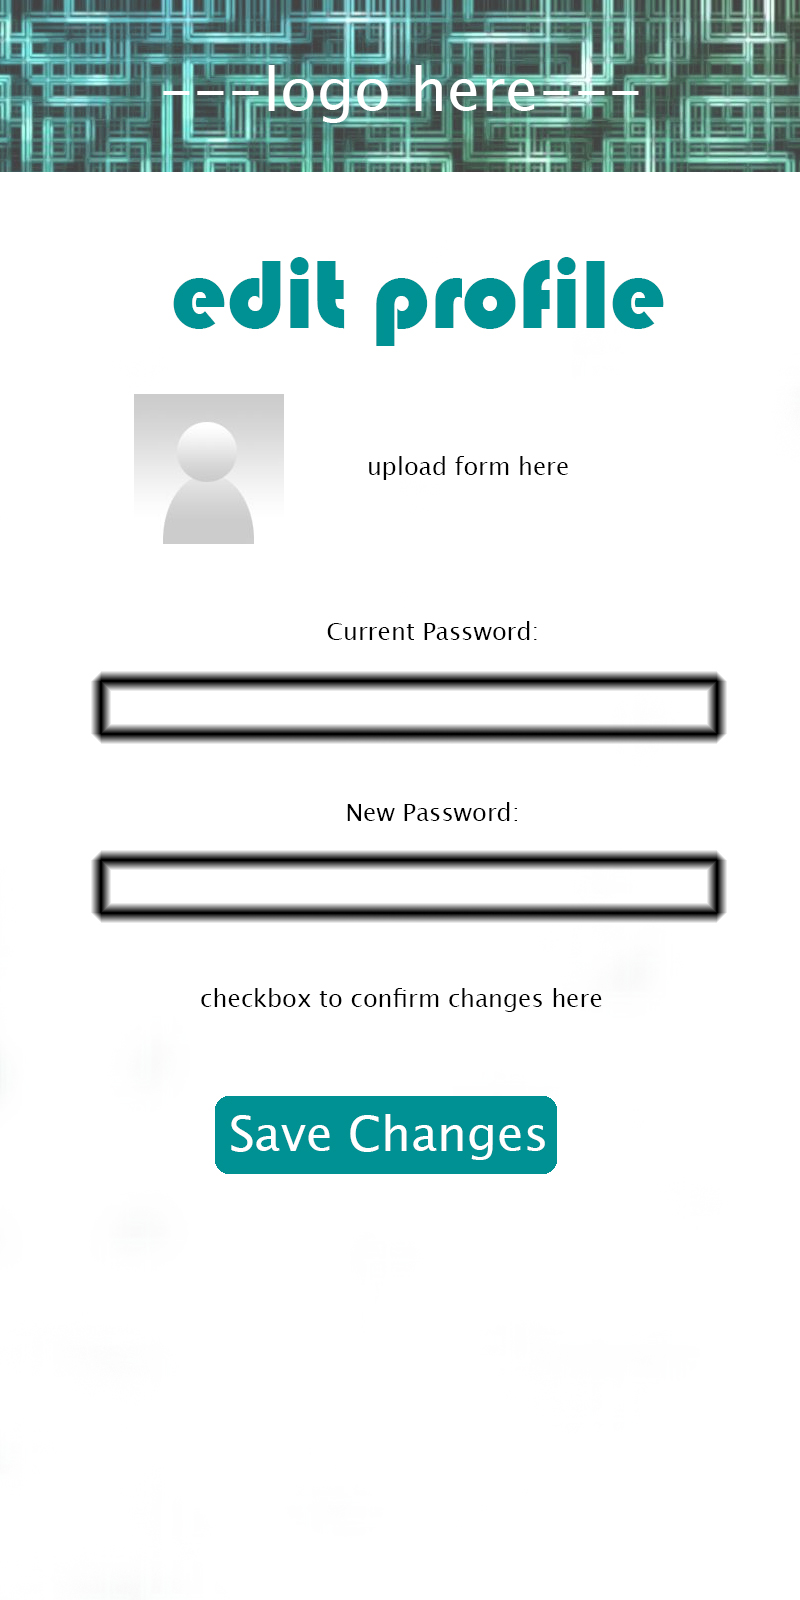 ---logo here---
edit profile
upload form here
Current Password:
New Password:
checkbox to confirm changes here
Save Changes